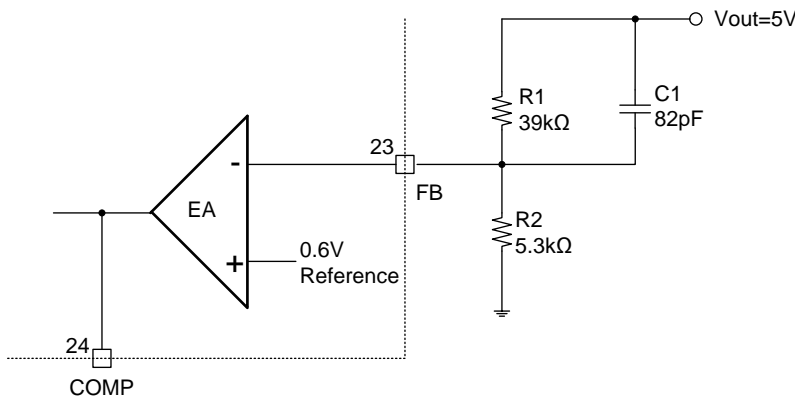 Vout=5V
R1
39kΩ
C1
82pF
23
FB
-
EA
+
0.6V
Reference
R2
5.3kΩ
24
COMP